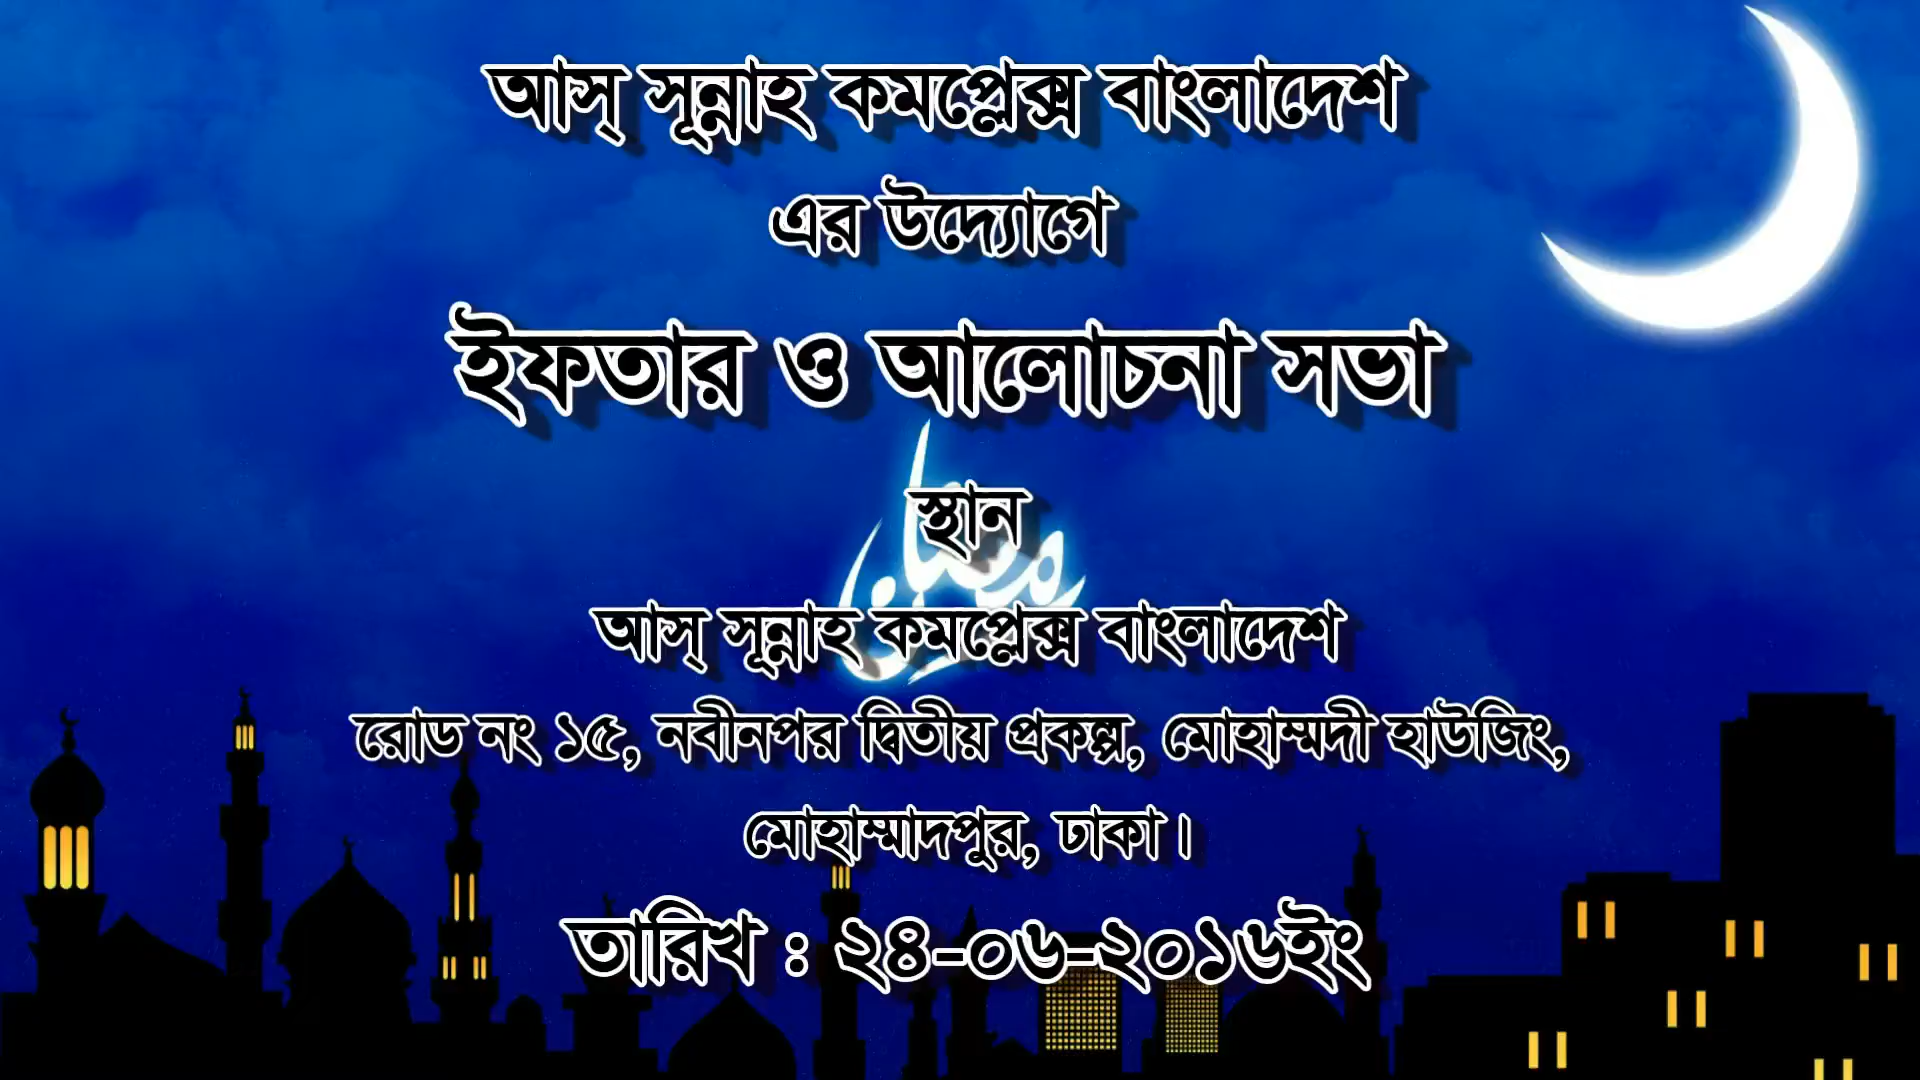 আস্ সূন্নাহ কমপ্লেক্স বাংলাদেশ
এর উদ্যোগে
ইফতার ও আলোচনা সভা
رمضان
স্থান
আস্ সূন্নাহ কমপ্লেক্স বাংলাদেশ
রোড নং ১৫, নবীনপর দ্বিতীয় প্রকল্প, মোহাম্মদী হাউজিং,
মোহাম্মাদপুর, ঢাকা।
তারিখ : ২৪-০৬-২০১৬ইং